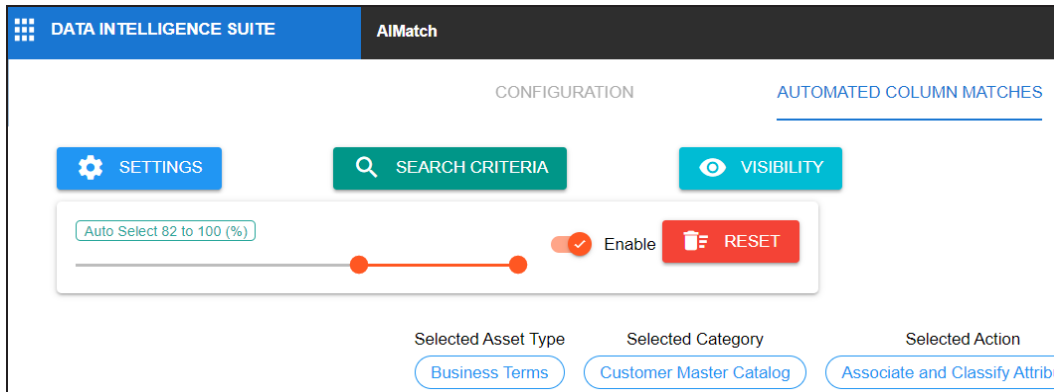 DATA INTELLIGENCE SUITE AIMatch
CONFIGURATION AUTOMATED COLUMN MATCHES
SETTINGS SEARCH CRITERIA VISIBILITY
Auto Select 82 to 100 (%)
Enable RESET
Selected Asset Type Selected Category Selected Action
Business Terms Customer Master Catalog Associate and Classify Attrib